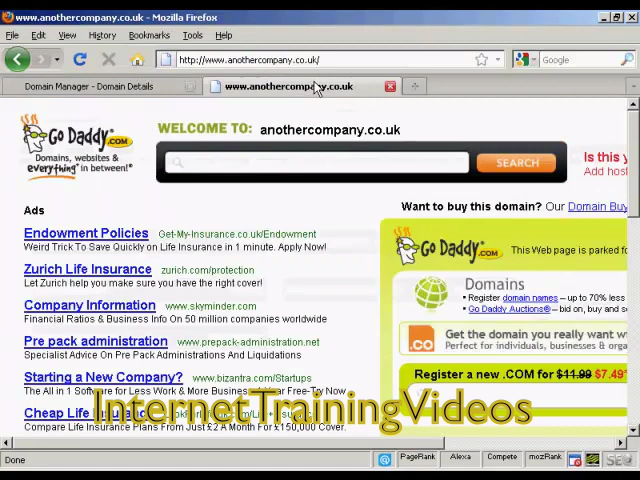 www.anothercompany.co.uk - Mozilla Firefox
File Edit View History Bookmarks Tools Help
http://www.anothercompany.co.uk/
Google
Domain Manager - Domain Details
www.anothercompany.co.uk
Go Daddy.COM
Domains, websites &
everything* in between!®
WELCOME TO: anothercompany.co.uk
SEARCH
Is this y
Add host
Want to buy this domain? Our Domain Buy
Ads
Endowment Policies Get-My-Insurance.co.uk/Endowment
Weird Trick To Save Quickly on Life Insurance in 1 minute. Apply Now!
Zurich Life Insurance zurich.com/protection
Let Zurich help you make sure you have the right cover!
Company Information www.skyminder.com
Financial Ratios & Business Info On 50 million companies worldwide
Pre pack administration www.prepack-administration.net
Specialist Advice On Pre Pack Administrations And Liquidations
Starting a New Company? www.bizantra.com/Startups
The All in 1 Software for Less Work & More Business. Get Your Free-Try Now
Cheap Life Insurance
Compare Life Insurance Plans From Just £2 A Month For £150,000 Cover.
Go Daddy.COM This Web page is parked fo
Domains
Register domain names – up to 70% less
Go Daddy Auctions® – bid on, buy and se
.co Get the domain you really want w
Perfect for individuals, businesses & organ
Register a new .COM for $11.99 $7.49*
InternetTrainingVideos
Done
PageRank Alexa Compete mozRank
SEO